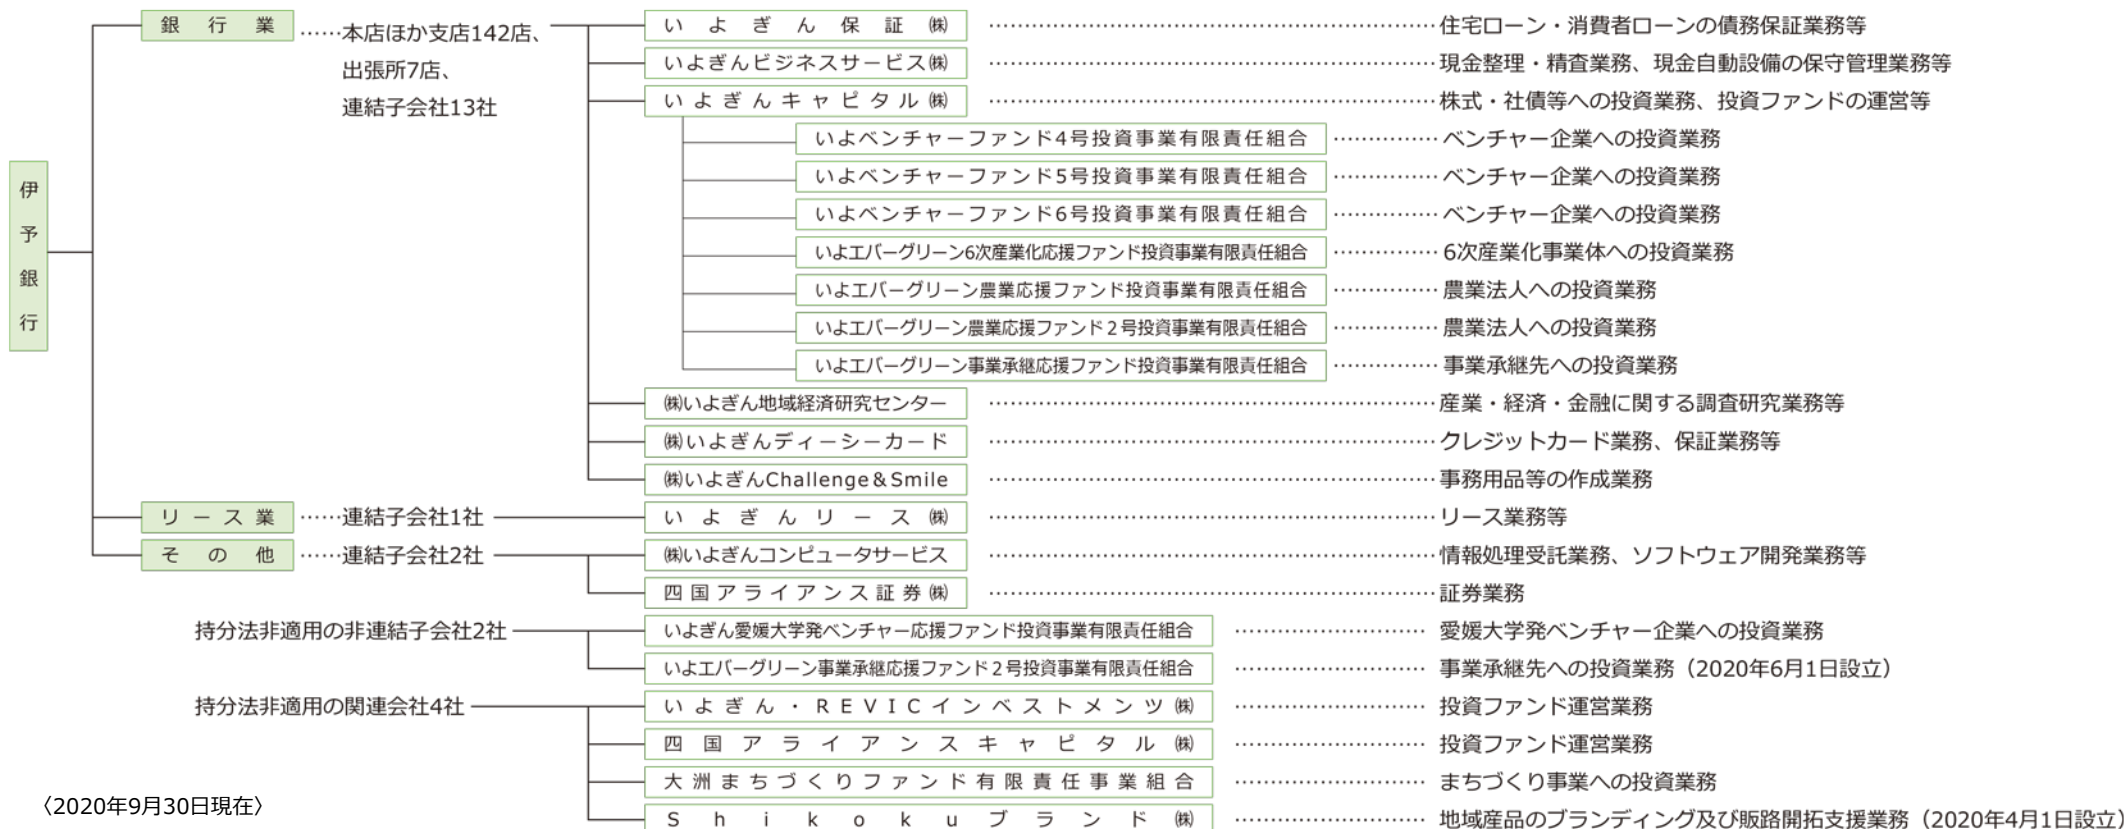 伊予銀行
銀行業 ……本店ほか支店142店、
出張所7店、
連結子会社13社
いよぎん保証㈱ ……住宅ローン・消費者ローンの債務保証業務等
いよぎんビジネスサービス㈱ ……現金整理・精査業務、現金自動設備の保守管理業務等
いよぎんキャピタル㈱ ……株式・社債等への投資業務、投資ファンドの運営等
いよベンチャーファンド4号投資事業有限責任組合 ……ベンチャー企業への投資業務
いよベンチャーファンド5号投資事業有限責任組合 ……ベンチャー企業への投資業務
いよベンチャーファンド6号投資事業有限責任組合 ……ベンチャー企業への投資業務
いよエバーグリーン6次産業化応援ファンド投資事業有限責任組合 ……6次産業化事業体への投資業務
いよエバーグリーン農業応援ファンド投資事業有限責任組合 ……農業法人への投資業務
いよエバーグリーン農業応援ファンド2号投資事業有限責任組合 ……農業法人への投資業務
いよエバーグリーン事業承継応援ファンド投資事業有限責任組合 ……事業承継先への投資業務
㈱いよぎん地域経済研究センター ……産業・経済・金融に関する調査研究業務等
㈱いよぎんディーシーカード ……クレジットカード業務、保証業務等
㈱いよぎんChallenge＆Smile ……事務用品等の作成業務
リース業 ……連結子会社1社 いよぎんリース㈱ ……リース業務等
その他 ……連結子会社2社 ㈱いよぎんコンピュータサービス ……情報処理受託業務、ソフトウェア開発業務等
四国アライアンス証券㈱ ……証券業務
持分法非適用の非連結子会社2社 いよぎん愛媛大学発ベンチャー応援ファンド投資事業有限責任組合 ……愛媛大学発ベンチャー企業への投資業務
いよエバーグリーン事業承継応援ファンド2号投資事業有限責任組合 ……事業承継先への投資業務（2020年6月1日設立）
持分法非適用の関連会社4社 いよぎん・REVICインベストメンツ㈱ ……投資ファンド運営業務
四国アライアンスキャピタル㈱ ……投資ファンド運営業務
大洲まちづくりファンド有限責任事業組合 ……まちづくり事業への投資業務
Shikokuブランド㈱ ……地域産品のブランディング及び販路開拓支援業務（2020年4月1日設立）
〈2020年9月30日現在〉